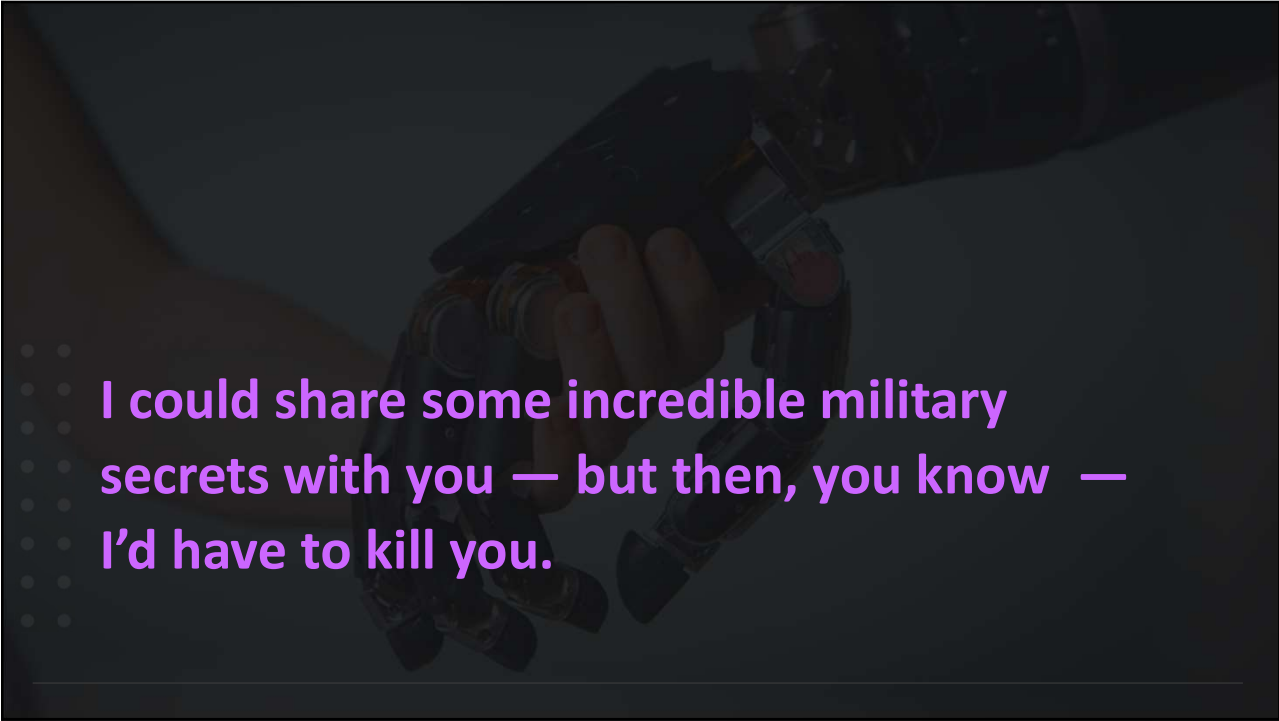 I could share some incredible military
secrets with you — but then, you know  —
I’d have to kill you.